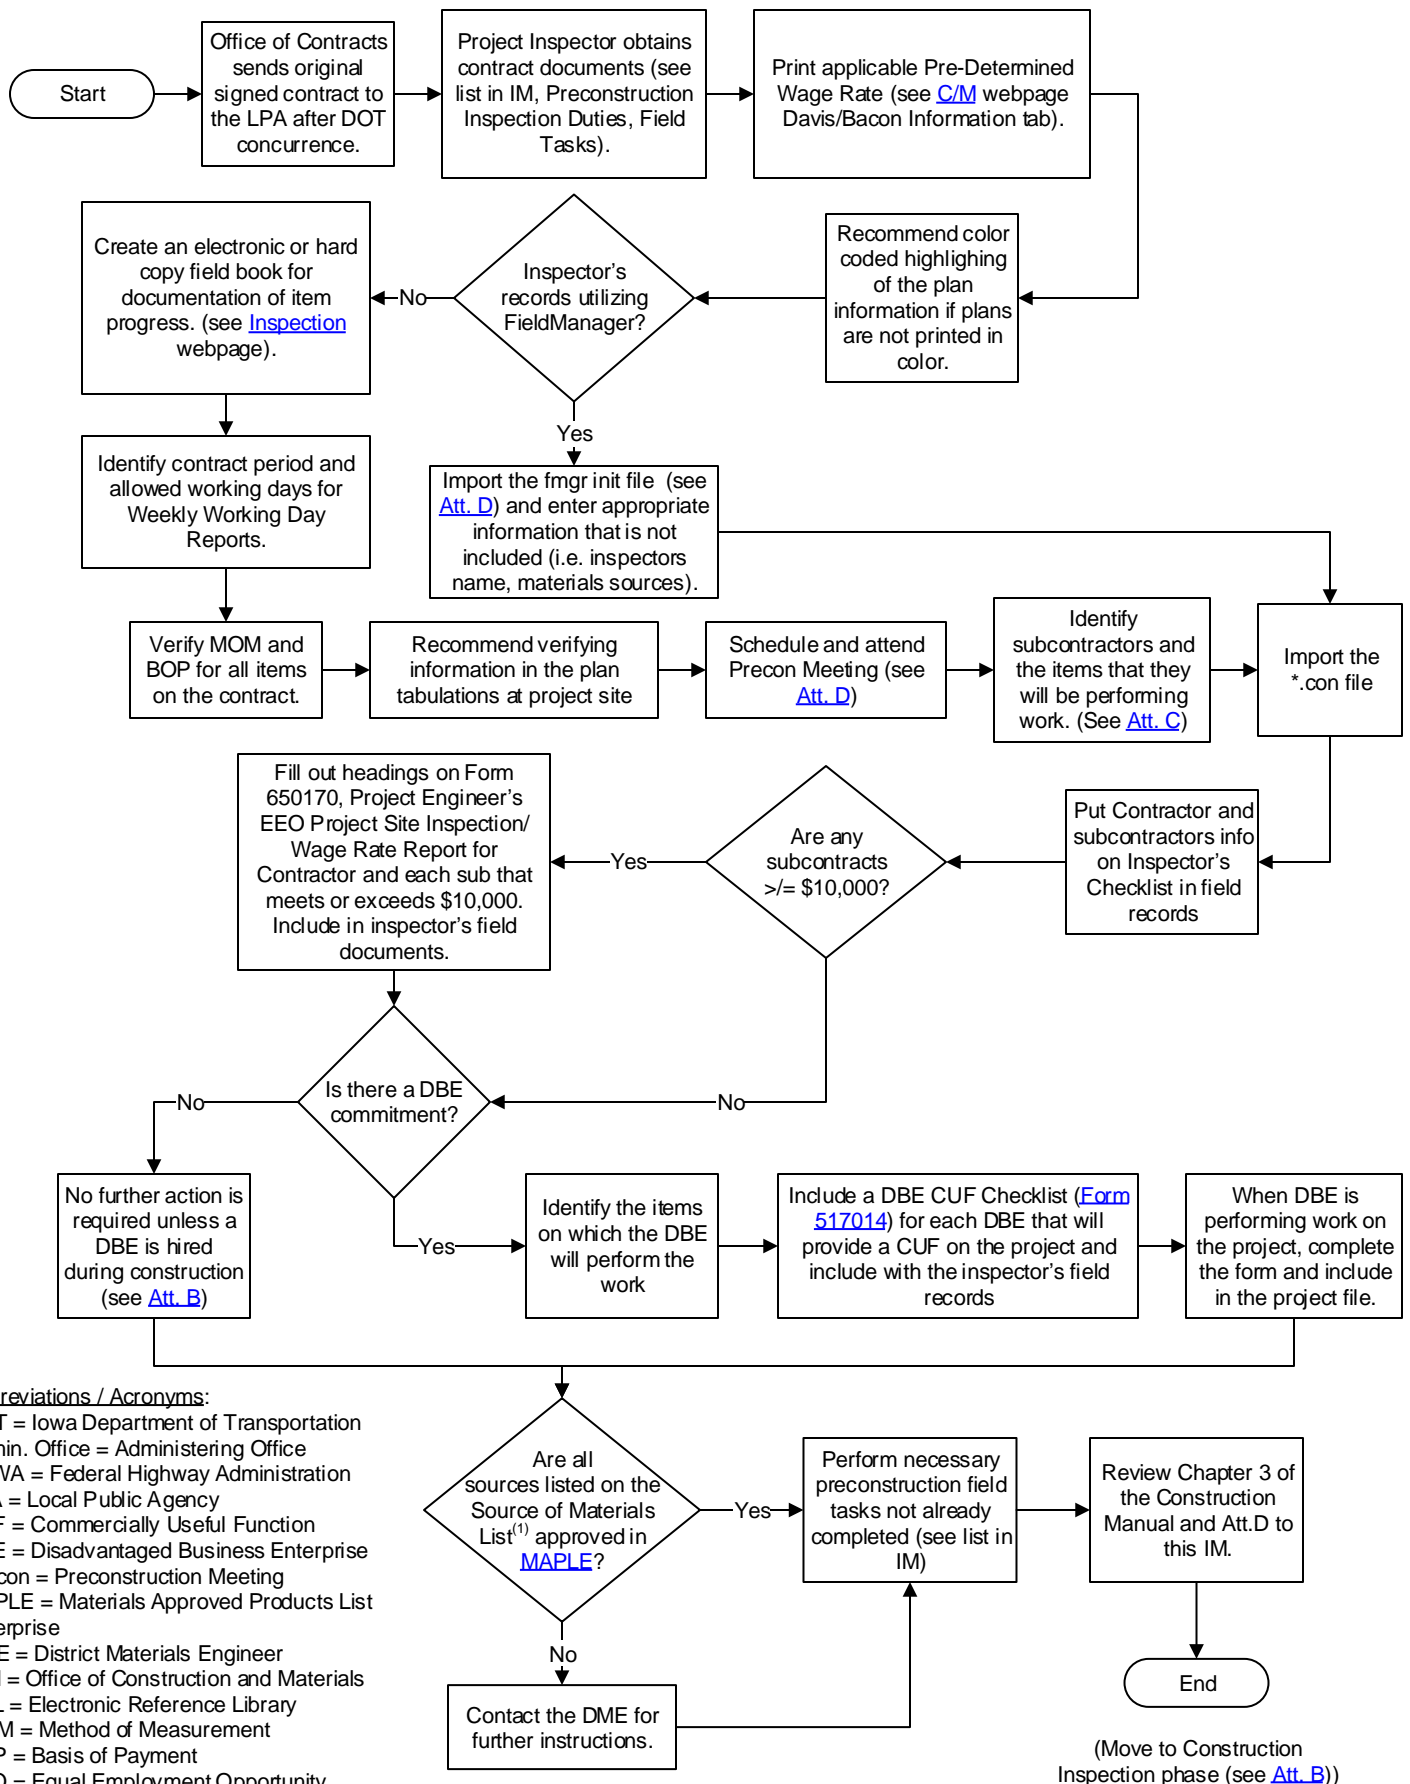 Start
Office of Contracts
sends original
signed contract to
the LPA after DOT
concurrence.
Project Inspector obtains
contract documents (see
list in IM, Preconstruction
Inspection Duties, Field
Tasks).
Print applicable Pre-Determined
Wage Rate (see C/M webpage
Davis/Bacon Information tab).
Recommend color
coded highlighing
of the plan
information if plans
are not printed in
color.
Inspector's
records utilizing
FieldManager?
No
Yes
Create an electronic or hard
copy field book for
documentation of item
progress. (see Inspection
webpage).
Identify contract period and
allowed working days for
Weekly Working Day
Reports.
Import the fmgr init file (see
Att. D) and enter appropriate
information that is not
included (i.e. inspectors
name, materials sources).
Verify MOM and
BOP for all items
on the contract.
Recommend verifying
information in the plan
tabulations at project site
Schedule and attend
Precon Meeting (see
Att. D)
Identify
subcontractors and
the items that they
will be performing
work. (See Att. C)
Import the
*.con file
Put Contractor and
subcontractors info
on Inspector's
Checklist in field
records
Are any
subcontracts
>/= $10,000?
Yes
No
Fill out headings on Form
650170, Project Engineer's
EEO Project Site Inspection/
Wage Rate Report for
Contractor and each sub that
meets or exceeds $10,000.
Include in inspector's field
documents.
Is there a DBE
commitment?
No
Yes
No further action is
required unless a
DBE is hired
during construction
(see Att. B)
Identify the items
on which the DBE
will perform the
work
Include a DBE CUF Checklist (Form
517014) for each DBE that will
provide a CUF on the project and
include with the inspector's field
records
When DBE is
performing work on
the project, complete
the form and include
in the project file.
Are all
sources listed on the
Source of Materials
List(1) approved in
MAPLE?
Yes
No
Contact the DME for
further instructions.
Perform necessary
preconstruction field
tasks not already
completed (see list in
IM)
Review Chapter 3 of
the Construction
Manual and Att.D to
this IM.
End
(Move to Construction
Inspection phase (see Att. B))
reviations / Acronyms:
T = Iowa Department of Transportation
in. Office = Administering Office
WA = Federal Highway Administration
= Local Public Agency
F = Commercially Useful Function
E = Disadvantaged Business Enterprise
con = Preconstruction Meeting
PLE = Materials Approved Products List
erprise
E = District Materials Engineer
= Office of Construction and Materials
L = Electronic Reference Library
M = Method of Measurement
P = Basis of Payment
O = Equal Employment Opportunity